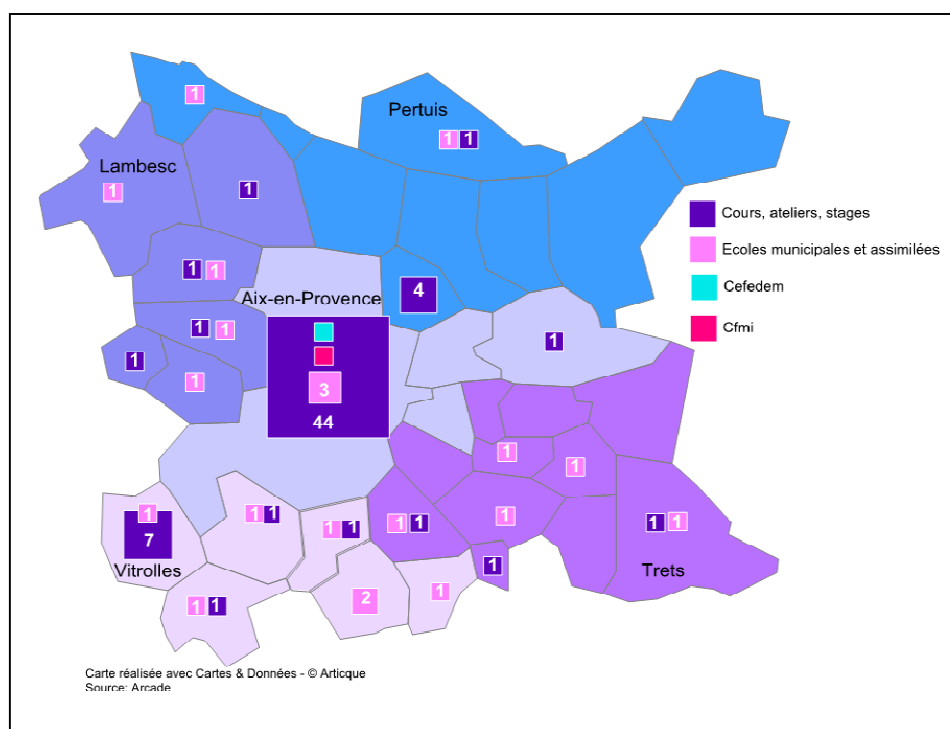 1
Pertuis
1 1
Lambesc
1
1
Cours, ateliers, stages
Ecoles municipales et assimilées
Cefedem
Cfmi
1 1
Aix-en-Provence
4
1 1
1
1
1
3
44
1
1
1
1
7
Vitrolles
1 1
1 1
1 1
1
1 1
Trets
1
1 1
2
1
Carte réalisée avec Cartes & Données - © Articque
Source: Arcade